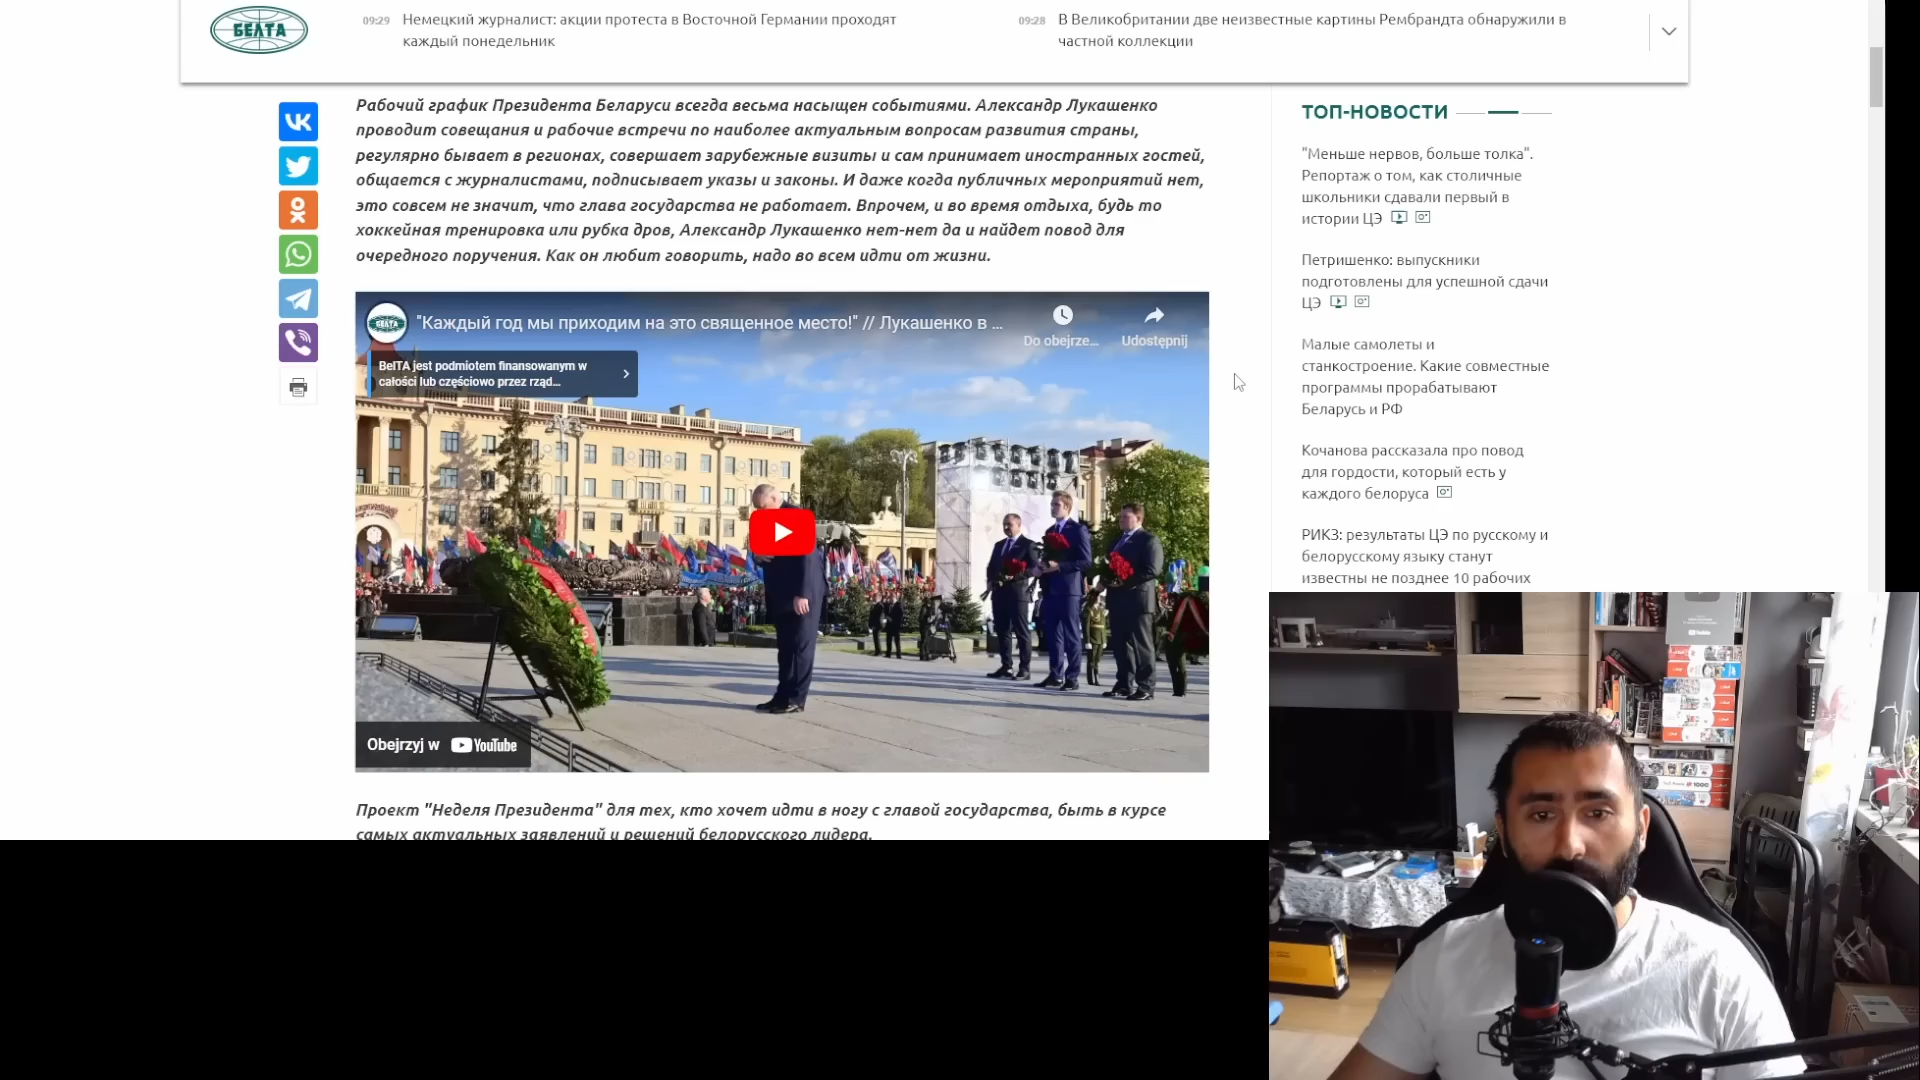 БЕЛТА
09:29 Немецкий журналист: акции протеста в Восточной Германии проходят
каждый понедельник
09:28 В Великобритании две неизвестные картины Рембрандта обнаружили в
частной коллекции
Рабочий график Президента Беларуси всегда весьма насыщен событиями. Александр Лукашенко
проводит совещания и рабочие встречи по наиболее актуальным вопросам развития страны,
регулярно бывает в регионах, совершает зарубежные визиты и сам принимает иностранных гостей,
общается с журналистами, подписывает указы и законы. И даже когда публичных мероприятий нет,
это совсем не значит, что глава государства не работает. Впрочем, и во время отдыха, будь то
хоккейная тренировка или рубка дров, Александр Лукашенко нет-нет да и найдет повод для
очередного поручения. Как он любит говорить, надо во всем идти от жизни.
БЕЛТА
"Каждый год мы приходим на это священное место!" // Лукашенко в ...
Do obejrze...
Udostępnij
BelTA jest podmiotem finansowanym w
całości lub częściowo przez rząd...
Obejrzyj w YouTube
Проект "Неделя Президента" для тех, кто хочет идти в ногу с главой государства, быть в курсе
самых актуальных заявлений и решений белорусского лидера.
ТОП-НОВОСТИ
"Меньше нервов, больше толка".
Репортаж о том, как столичные
школьники сдавали первый в
истории ЦЭ
Петришенко: выпускники
подготовлены для успешной сдачи
ЦЭ
Малые самолеты и
станкостроение. Какие совместные
программы прорабатывают
Беларусь и РФ
Кочанова рассказала про повод
для гордости, который есть у
каждого белоруса
РИКЗ: результаты ЦЭ по русскому и
белорусскому языку станут
известны не позднее 10 рабочих